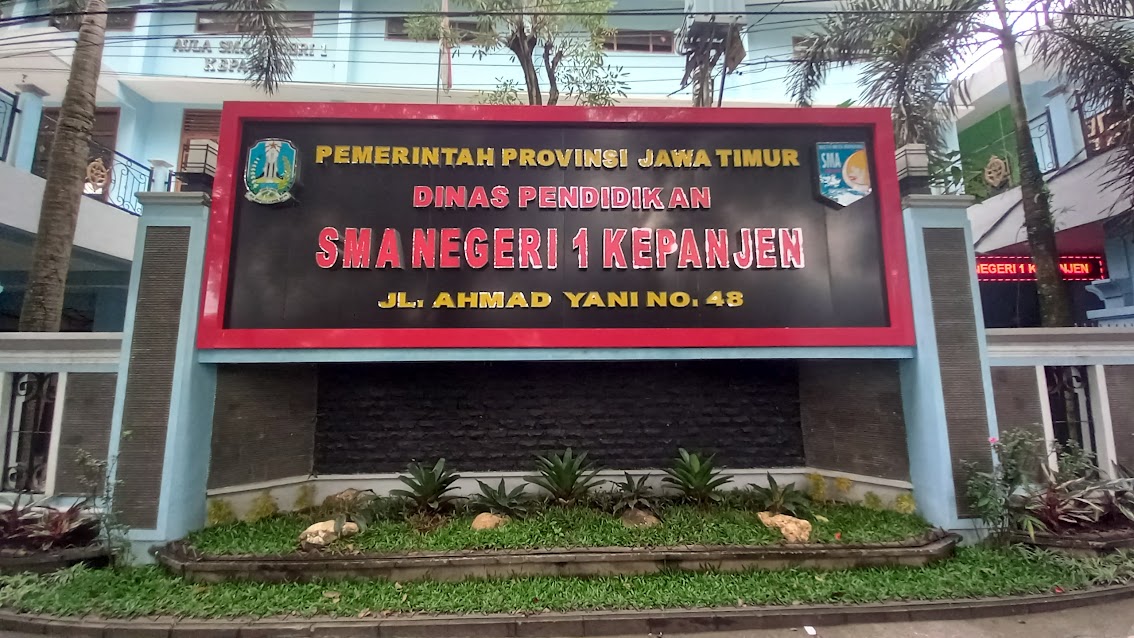 AULA SMA NEGERI 1
PEMERINTAH PROVINSI JAWA TIMUR
DINAS PENDIDIKAN
SMA NEGERI 1 KEPANJEN
JL. AHMAD YANI NO. 48
SMA
NEGERI 1 KEPANJEN